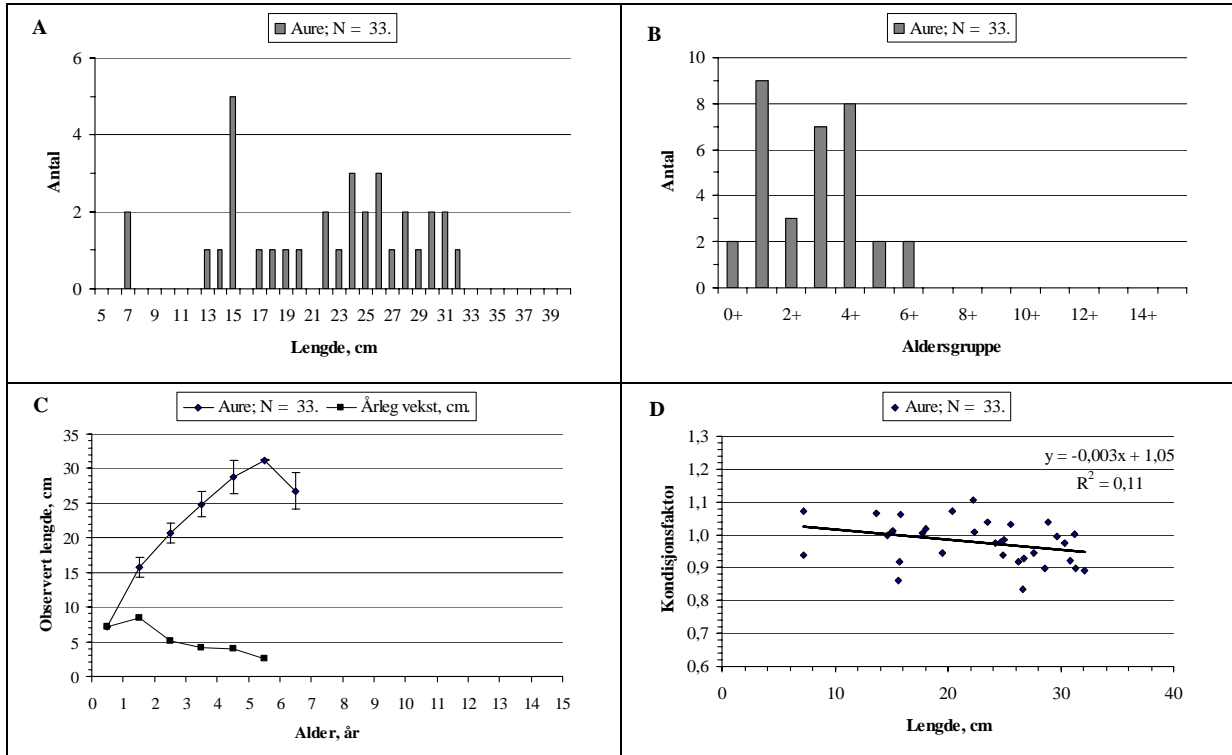 A
Aure; N = 33.
Antal
6
4
2
0
5 7 9 11 13 15 17 19 21 23 25 27 29 31 33 35 37 39
Lengde, cm
B
Aure; N = 33.
Antal
10
8
6
4
2
0
0+ 2+ 4+ 6+ 8+ 10+ 12+ 14+
Aldersgruppe
C
Aure; N = 33. Årleg vekst, cm.
Observert lengde, cm
35
30
25
20
15
10
5
0
0 1 2 3 4 5 6 7 8 9 10 11 12 13 14 15
Alder, år
D
Aure; N = 33.
Kondisjonsfaktor
1,3
1,2
1,1
1,0
0,9
0,8
0,7
0,6
y = -0,003x + 1,05
R² = 0,11
0 10 20 30 40
Lengde, cm